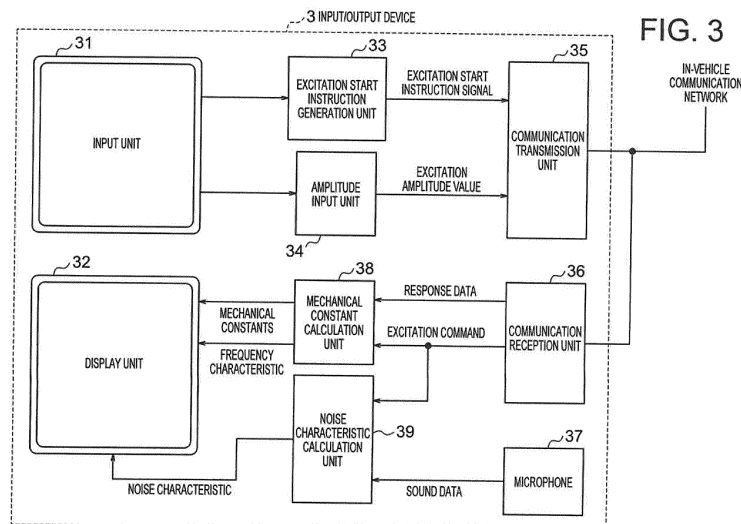 3 INPUT/OUTPUT DEVICE
FIG. 3
31
INPUT UNIT
33
EXCITATION START
INSTRUCTION
GENERATION UNIT
EXCITATION START
INSTRUCTION SIGNAL
35
COMMUNICATION
TRANSMISSION
UNIT
IN-VEHICLE
COMMUNICATION
NETWORK
AMPLITUDE
INPUT UNIT
34
EXCITATION
AMPLITUDE VALUE
32
DISPLAY UNIT
MECHANICAL
CONSTANTS
FREQUENCY
CHARACTERISTIC
38
MECHANICAL
CONSTANT
CALCULATION
UNIT
RESPONSE DATA
EXCITATION COMMAND
36
COMMUNICATION
RECEPTION UNIT
NOISE
CHARACTERISTIC
CALCULATION
UNIT
39
NOISE CHARACTERISTIC
SOUND DATA
37
MICROPHONE